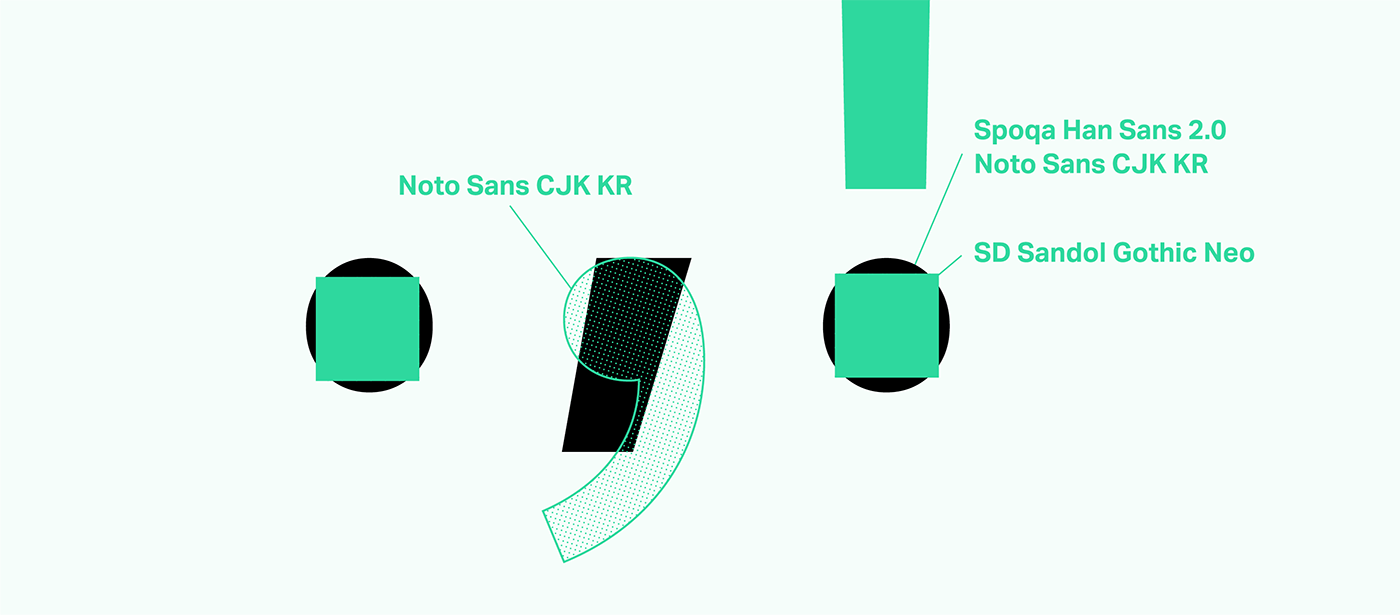 Spoqa Han Sans 2.0
Noto Sans CJK KR
Noto Sans CJK KR
SD Sandol Gothic Neo
. , !